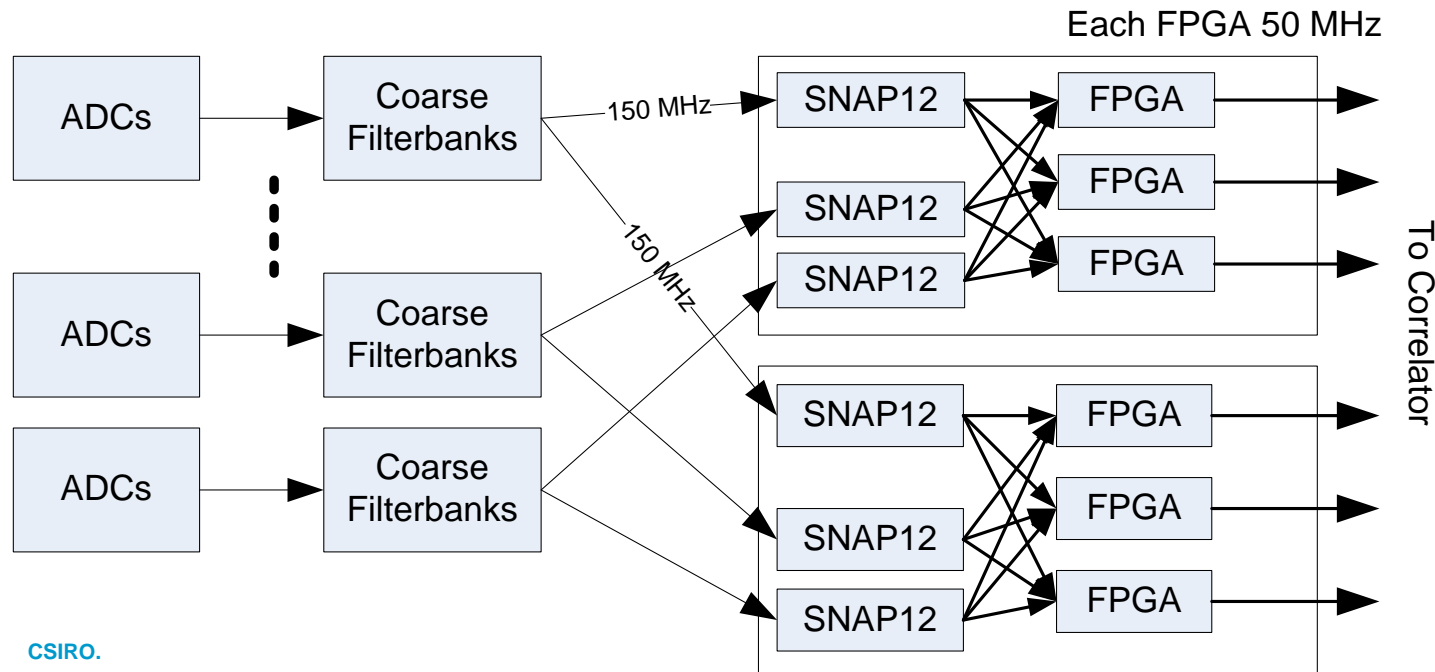 Each FPGA 50 MHz
ADCs
Coarse
Filterbanks
150 MHz
SNAP12
FPGA
SNAP12
FPGA
SNAP12
FPGA
150 MHz
ADCs
Coarse
Filterbanks
ADCs
Coarse
Filterbanks
SNAP12
FPGA
SNAP12
FPGA
SNAP12
FPGA
To Correlator
CSIRO.